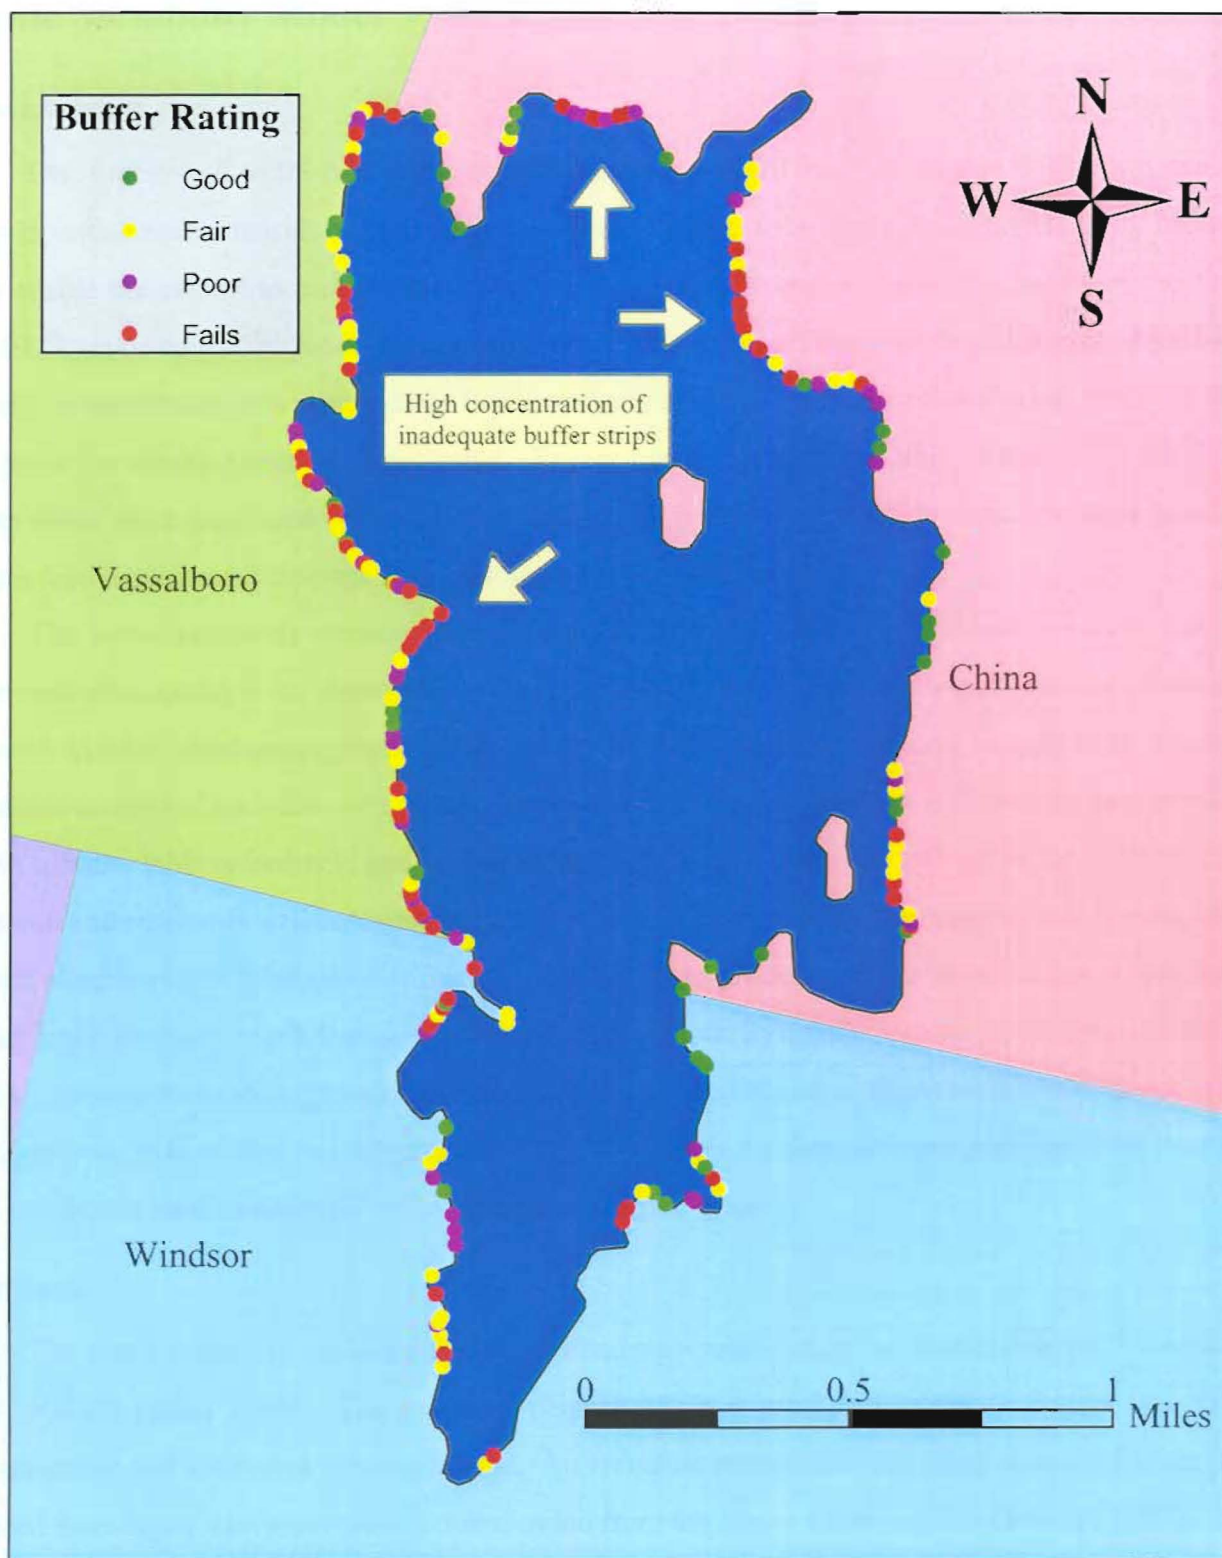 Buffer Rating
Good
Fair
Poor
Fails
N
W E
S
High concentration of
inadequate buffer strips
Vassalboro
China
Windsor
0 0.5 1
Miles